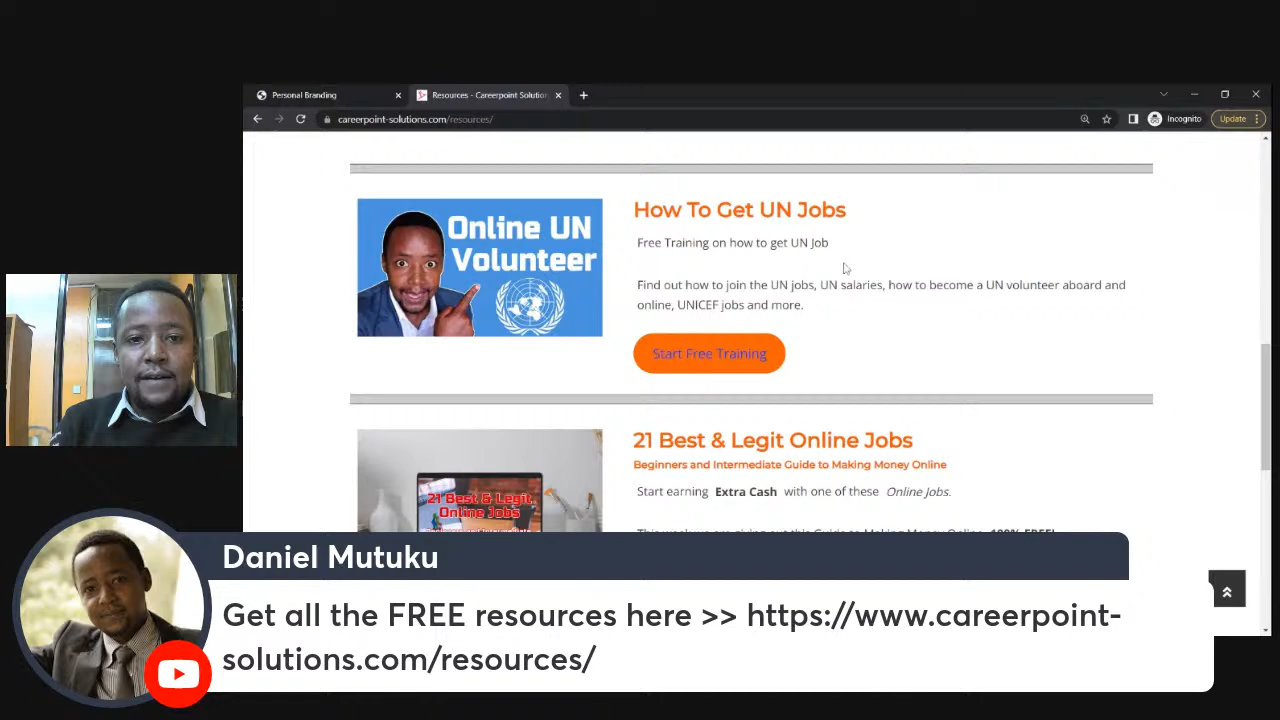 Personal Branding
Resources - Careerpoint Solution
careerpoint-solutions.com/resources/
Incognito
Update
Online UN
Volunteer
How To Get UN Jobs
Free Training on how to get UN Job
Find out how to join the UN jobs, UN salaries, how to become a UN volunteer aboard and
online, UNICEF jobs and more.
Start Free Training
21 Best & Legit
Online Jobs
21 Best & Legit Online Jobs
Beginners and Intermediate Guide to Making Money Online
Start earning Extra Cash with one of these Online Jobs.
Daniel Mutuku
Get all the FREE resources here >> https://www.careerpoint-
solutions.com/resources/